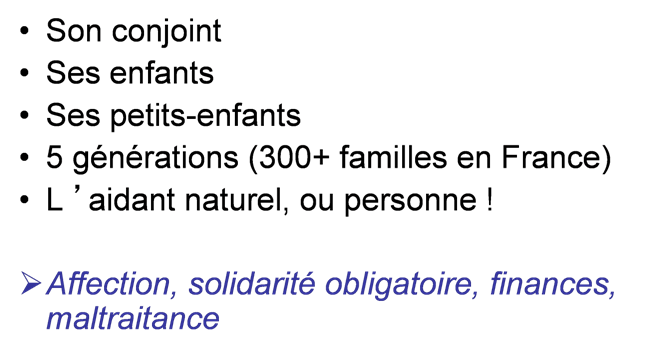 • Son conjoint
• Ses enfants
• Ses petits-enfants
• 5 générations (300+ familles en France)
• L ’aidant naturel, ou personne !
➢ Affection, solidarité obligatoire, finances,
maltraitance